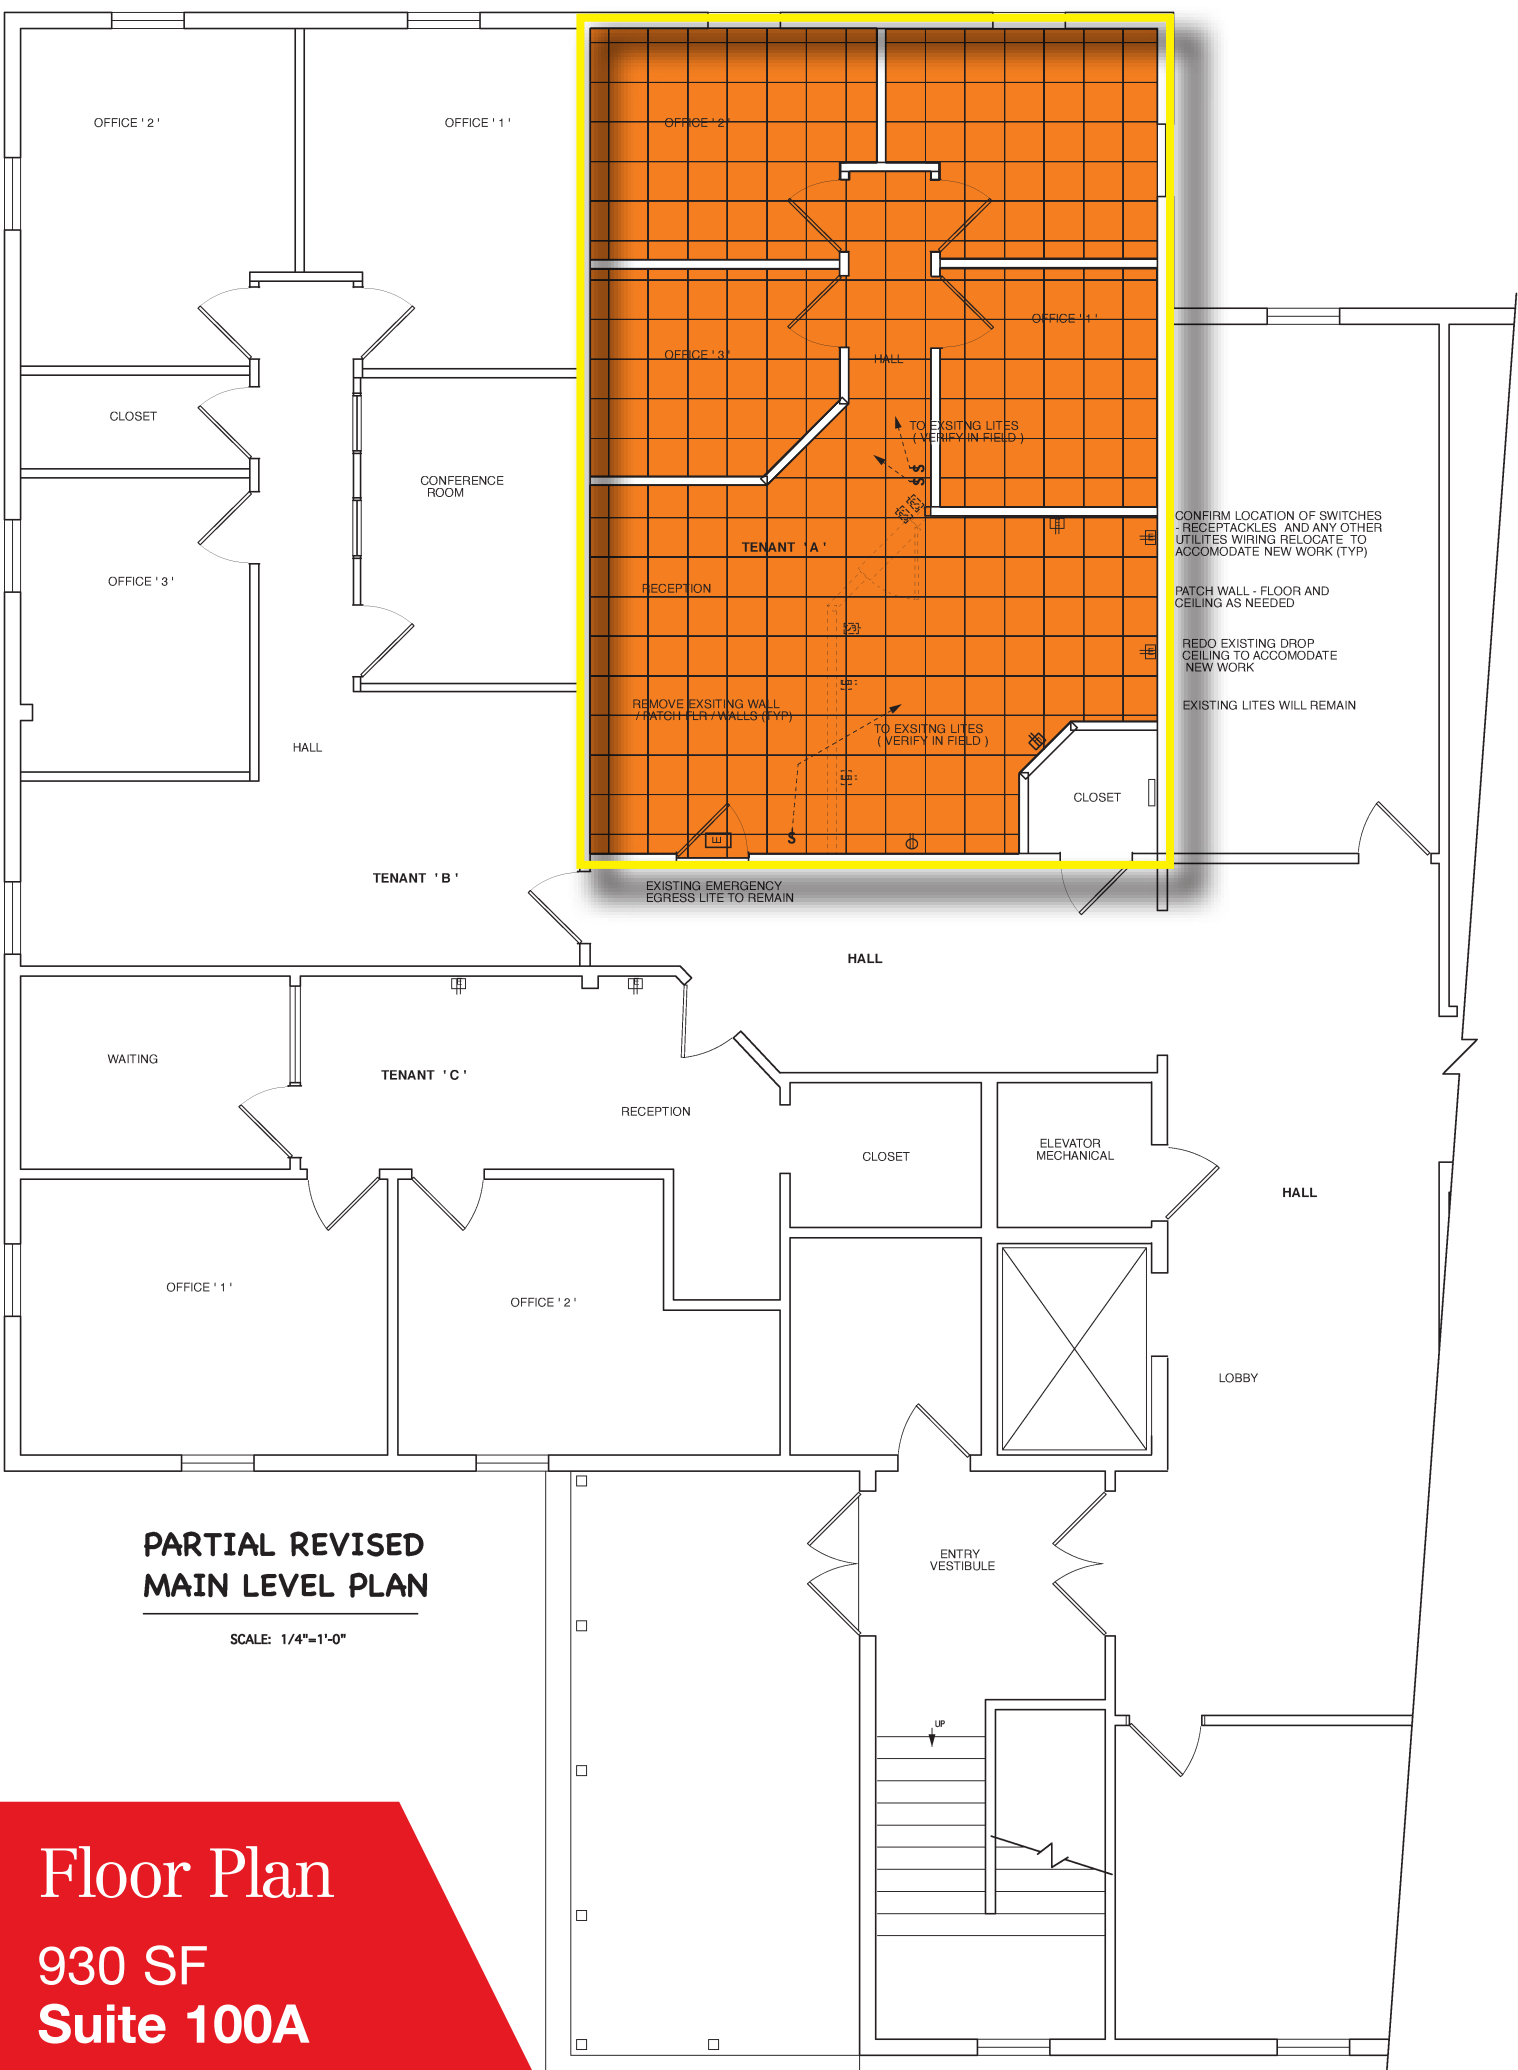 OFFICE ' 2 '
OFFICE ' 1 '
OFFICE ' 2'
OFFICE ' 1 '
OFFICE ' 3 '
HALL
CLOSET
TO EXSITNG LITES
( VERIFY IN FIELD )
$ $
CONFERENCE
ROOM
CONFIRM LOCATION OF SWITCHES
- RECEPTACKLES AND ANY OTHER
UTILITES WIRING RELOCATE TO
ACCOMODATE NEW WORK (TYP)
TENANT ' A '
OFFICE ' 3 '
RECEPTION
PATCH WALL - FLOOR AND
CEILING AS NEEDED
REDO EXISTING DROP
CEILING TO ACCOMODATE
NEW WORK
REMOVE EXSITING WALL
/ PATCH FLR / WALLS (TYP)
EXISTING LITES WILL REMAIN
TO EXSITNG LITES
( VERIFY IN FIELD )
HALL
CLOSET
E
$
TENANT ' B '
EXISTING EMERGENCY
EGRESS LITE TO REMAIN
HALL
WAITING
TENANT ' C '
RECEPTION
CLOSET
ELEVATOR
MECHANICAL
HALL
OFFICE ' 1 '
OFFICE ' 2 '
LOBBY
PARTIAL REVISED
MAIN LEVEL PLAN
SCALE: 1/4"=1'-0"
ENTRY
VESTIBULE
UP
Floor Plan
930 SF
Suite 100A